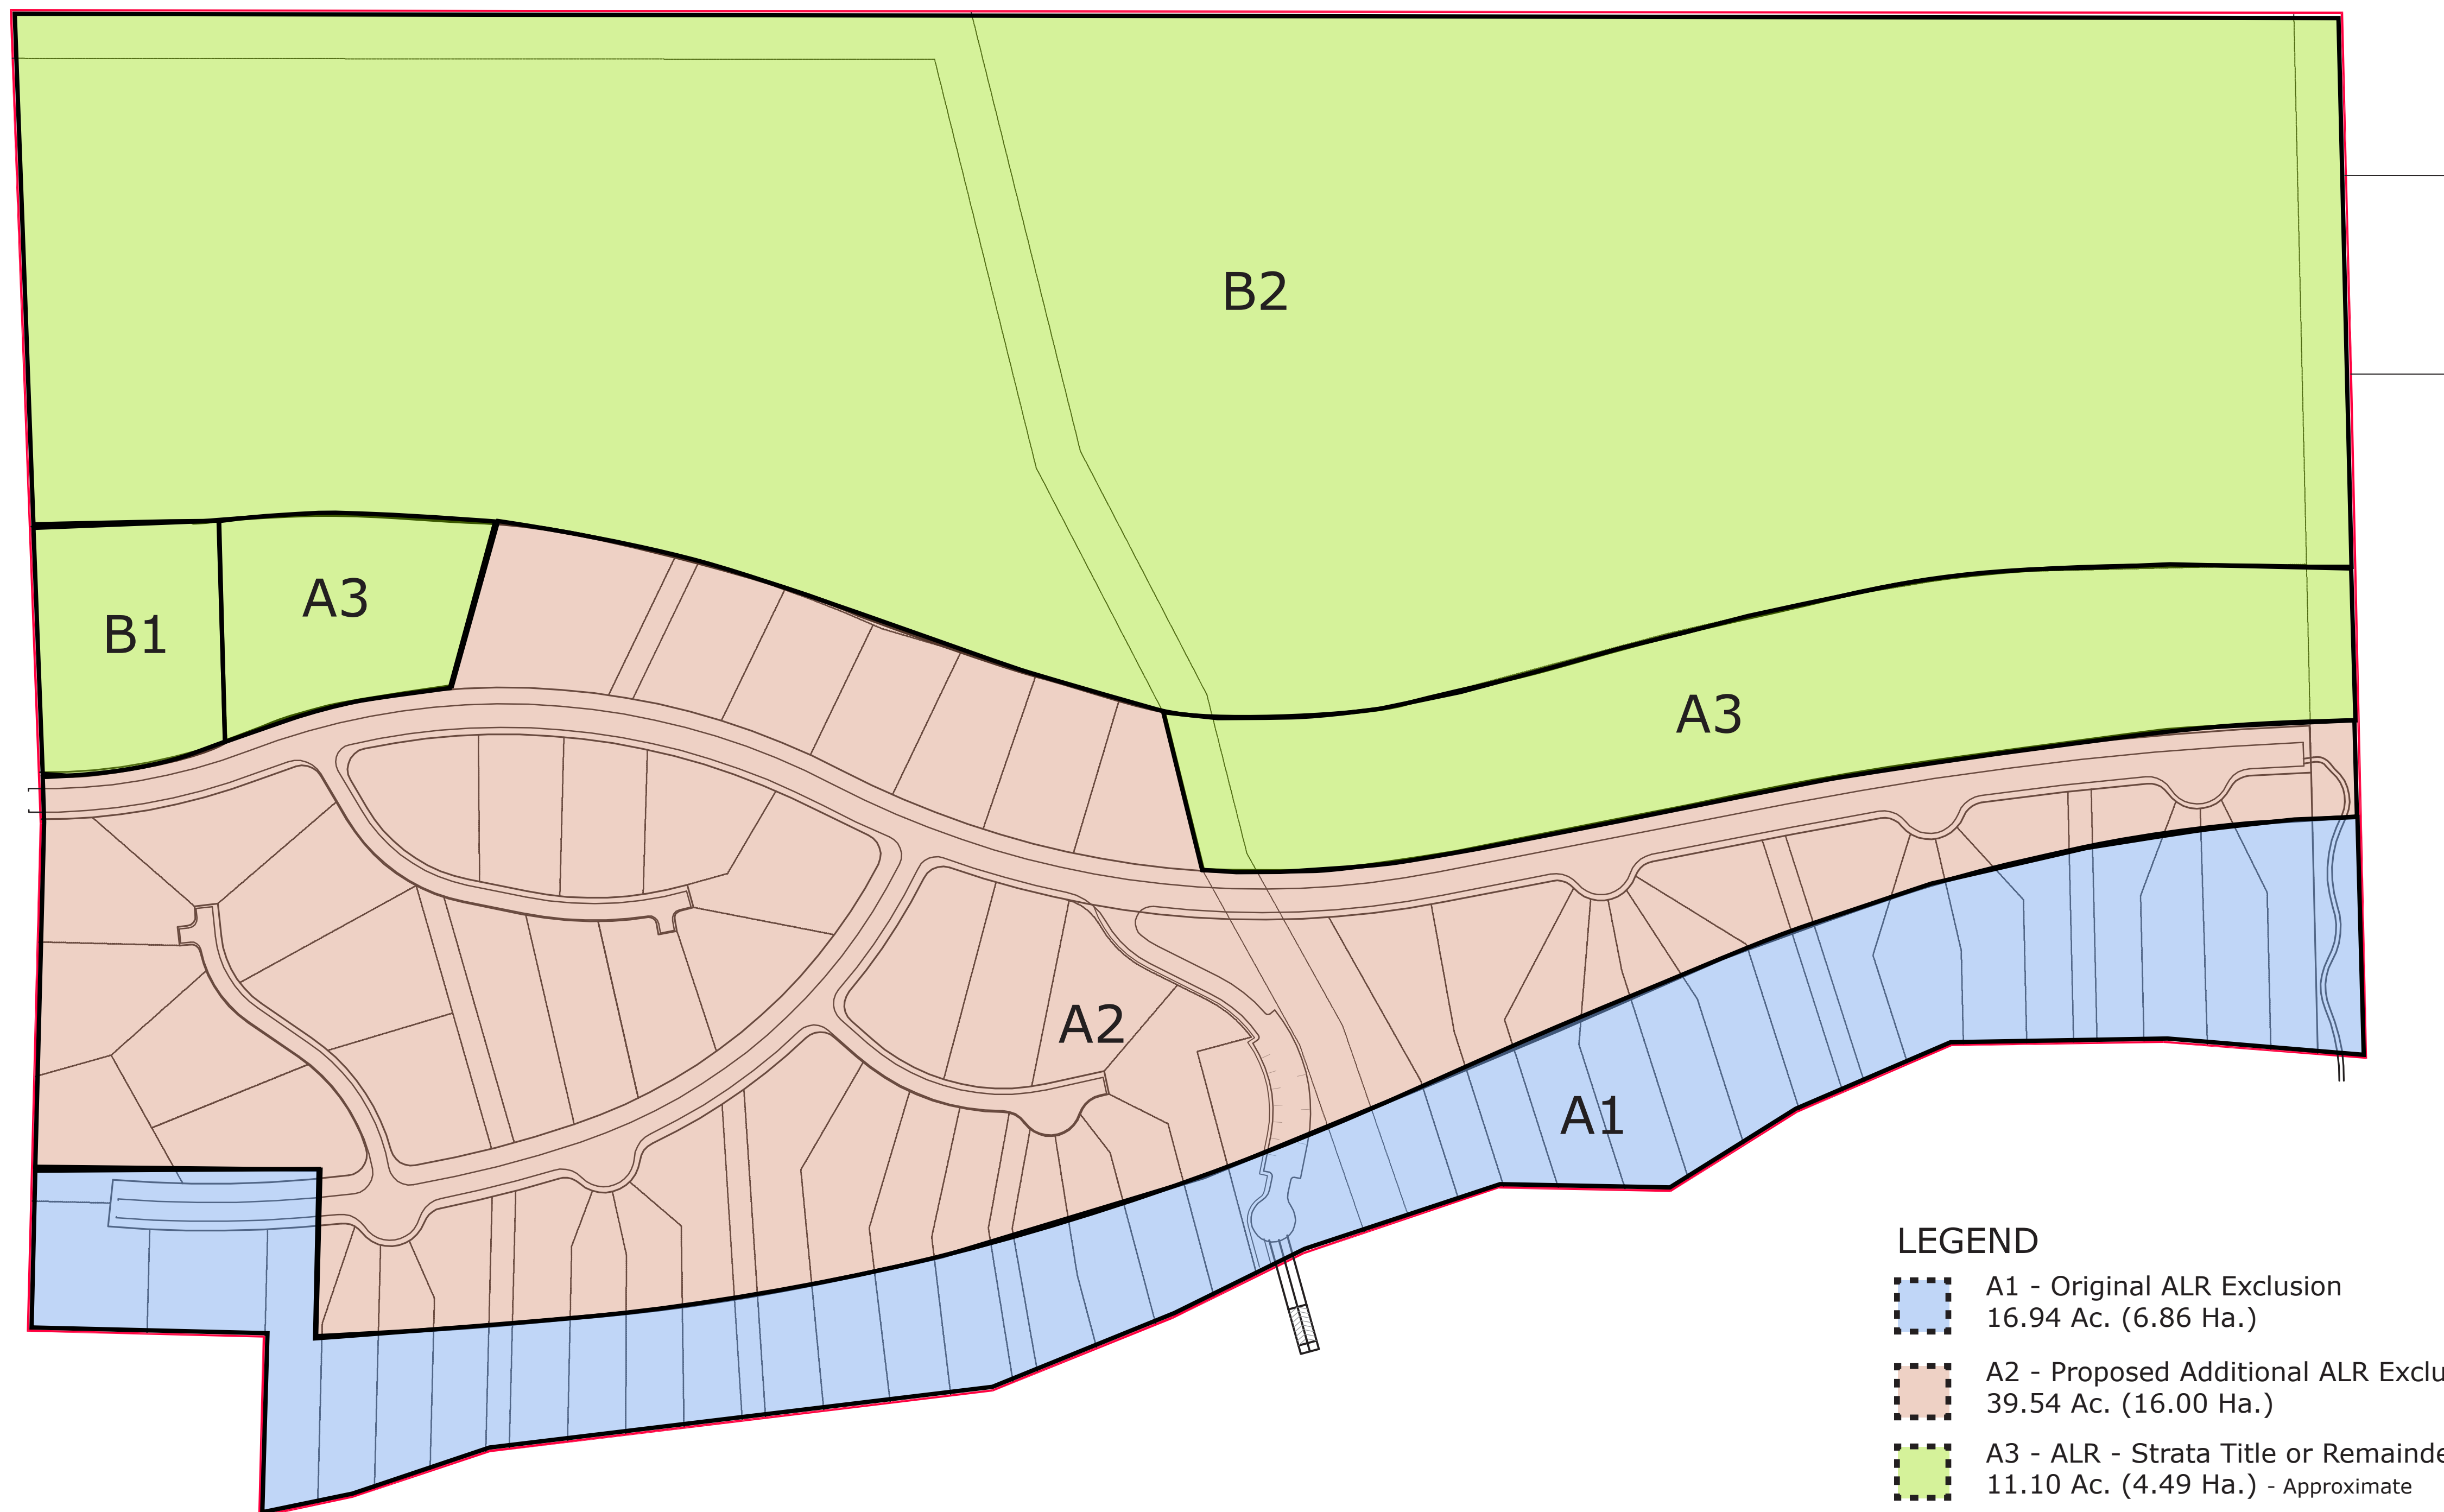 B2
A3
B1
A3
A2
A1
LEGEND
A1 - Original ALR Exclusion
16.94 Ac. (6.86 Ha.)
A2 - Proposed Additional ALR Exclu
39.54 Ac. (16.00 Ha.)
A3 - ALR - Strata Title or Remainde
11.10 Ac. (4.49 Ha.) - Approximate